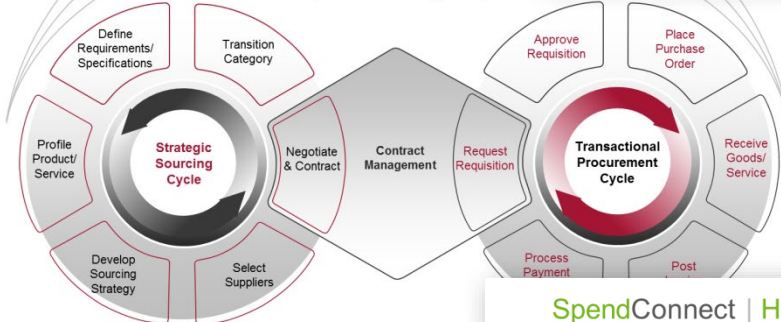 Define
Requirements/
Specifications
Transition
Category
Profile
Product/
Service
Strategic
Sourcing
Cycle
Negotiate
& Contract
Develop
Sourcing
Strategy
Select
Suppliers
Contract
Management
Approve
Requisition
Place
Purchase
Order
Request
Requisition
Transactional
Procurement
Cycle
Receive
Goods/
Service
Process
Payment
Post
SpendConnect | H